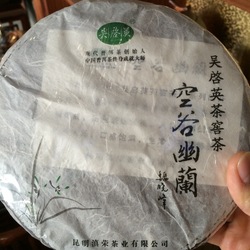 吴啓英
现代普洱茶创始人
中国普洱茶终身成就大师
吴启英茶窖茶
空谷幽蘭
昆明滇荣茶业有限公司